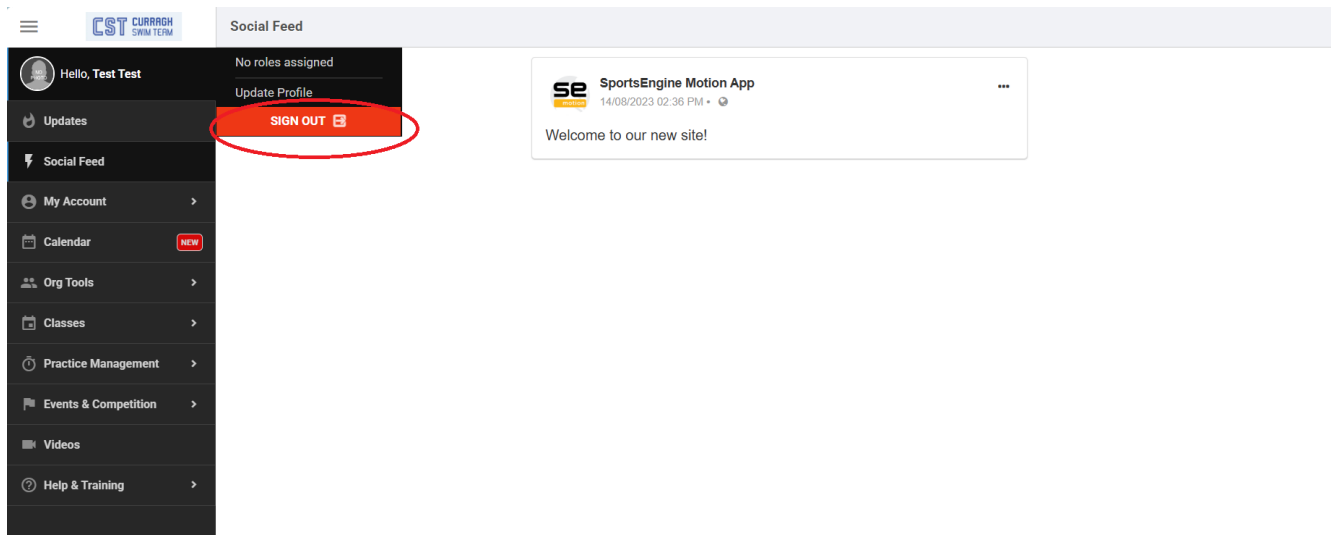 CST CURRAGH
SWIM TEAM
Social Feed
NO PHOTO
Hello, Test Test
No roles assigned
Update Profile
SIGN OUT
Updates
Social Feed
My Account
Calendar
NEW
Org Tools
Classes
Practice Management
Events & Competition
Videos
Help & Training
se
motion
SportsEngine Motion App
14/08/2023 02:36 PM •
Welcome to our new site!